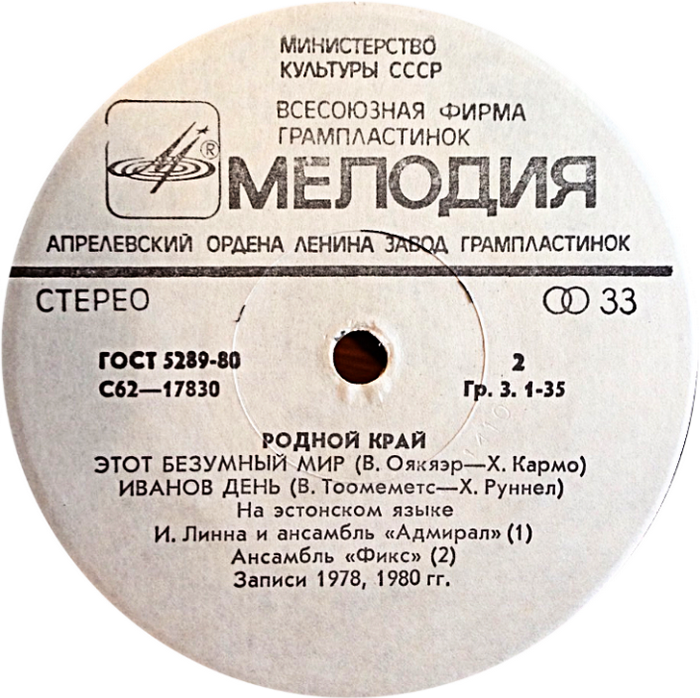 МИНИСТЕРСТВО
КУЛЬТУРЫ СССР
ВСЕСОЮЗНАЯ ФИРМА
ГРАМПЛАСТИНОК
®
МЕЛОДИЯ
АПРЕЛЕВСКИЙ ОРДЕНА ЛЕНИНА ЗАВОД ГРАМПЛАСТИНОК
СТЕРЕО 33
ГОСТ 5289-80 2
С62—17830 Гр. 3. 1-35
РОДНОЙ КРАЙ
ЭТОТ БЕЗУМНЫЙ МИР (В. Оякяэр—Х. Кармо)
ИВАНОВ ДЕНЬ (В. Тоомеметс—Х. Руннел)
На эстонском языке
И. Линна и ансамбль «Адмирал» (1)
Ансамбль «Фикс» (2)
Записи 1978, 1980 гг.